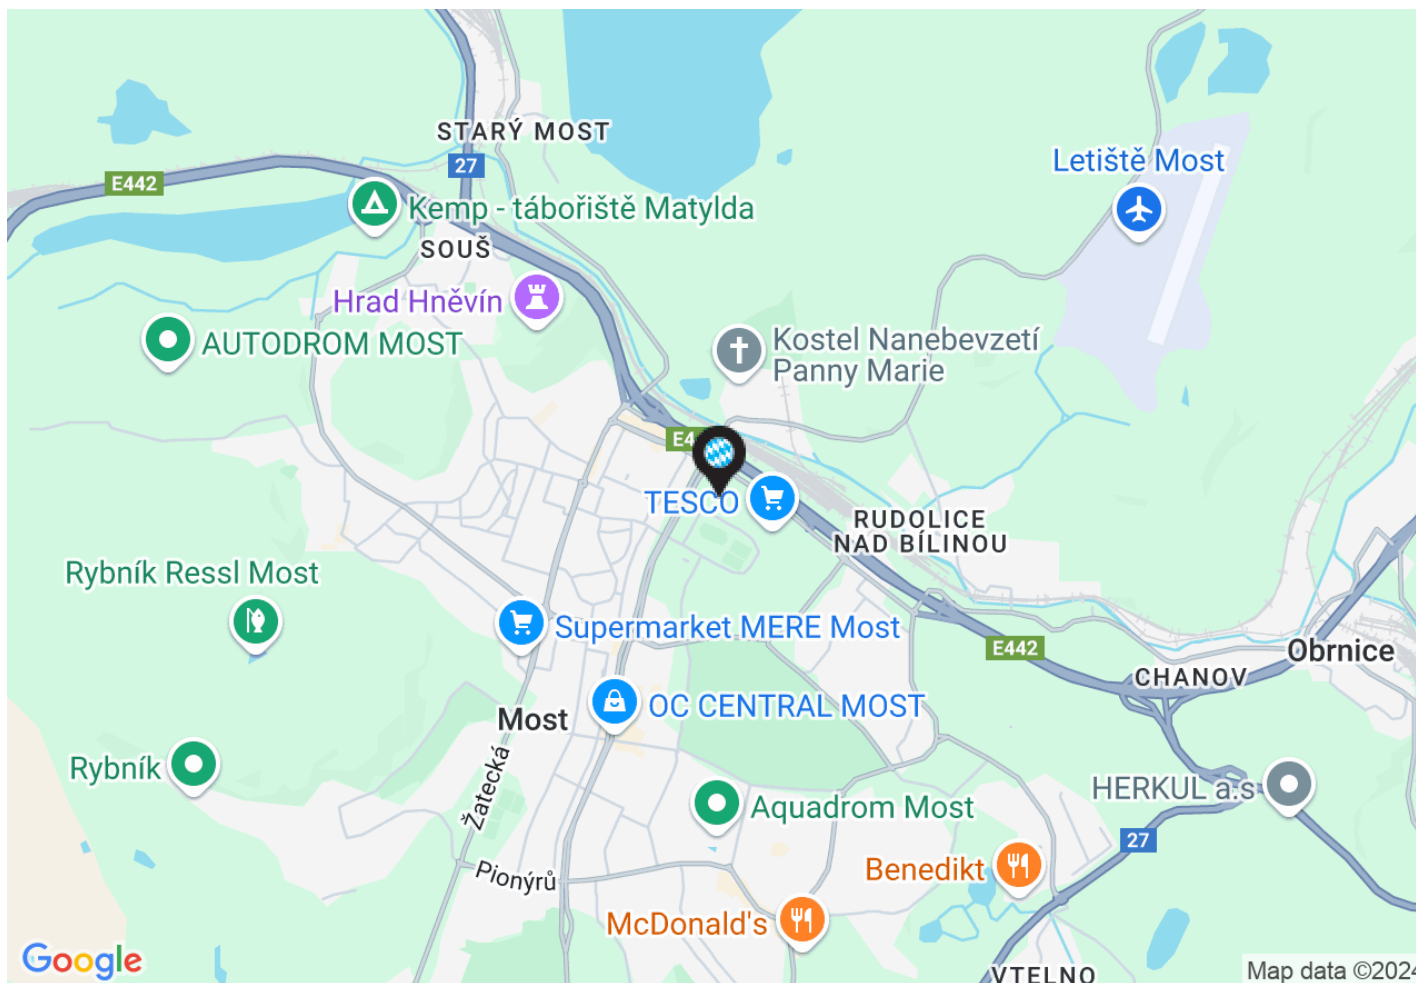 STARÝ MOST
27
E442
Letiště Most
Kemp - tábořiště Matylda
SOUŠ
Hrad Hněvín
AUTODROM MOST
Kostel Nanebevzetí
Panny Marie
E4
TESCO
RUDOLICE
NAD BÍLINOU
Rybník Ressl Most
Supermarket MERE Most
E442
Obrnice
CHANOV
OC CENTRAL MOST
Most
Rybník
Žatecká
HERKUL a.s
Aquadrom Most
27
Benedikt
Pionýrů
McDonald's
Google
VTELNO
Map data ©2024